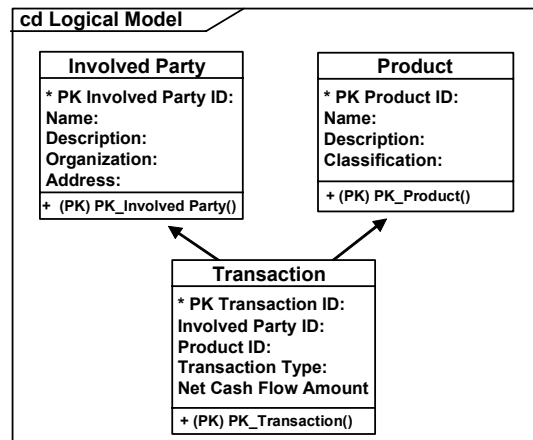 cd Logical Model
Involved Party
* PK Involved Party ID:
Name:
Description:
Organization:
Address:
+ (PK) PK_Involved Party()
Product
* PK Product ID:
Name:
Description:
Classification:
+ (PK) PK_Product()
Transaction
* PK Transaction ID:
Involved Party ID:
Product ID:
Transaction Type:
Net Cash Flow Amount
+ (PK) PK_Transaction()